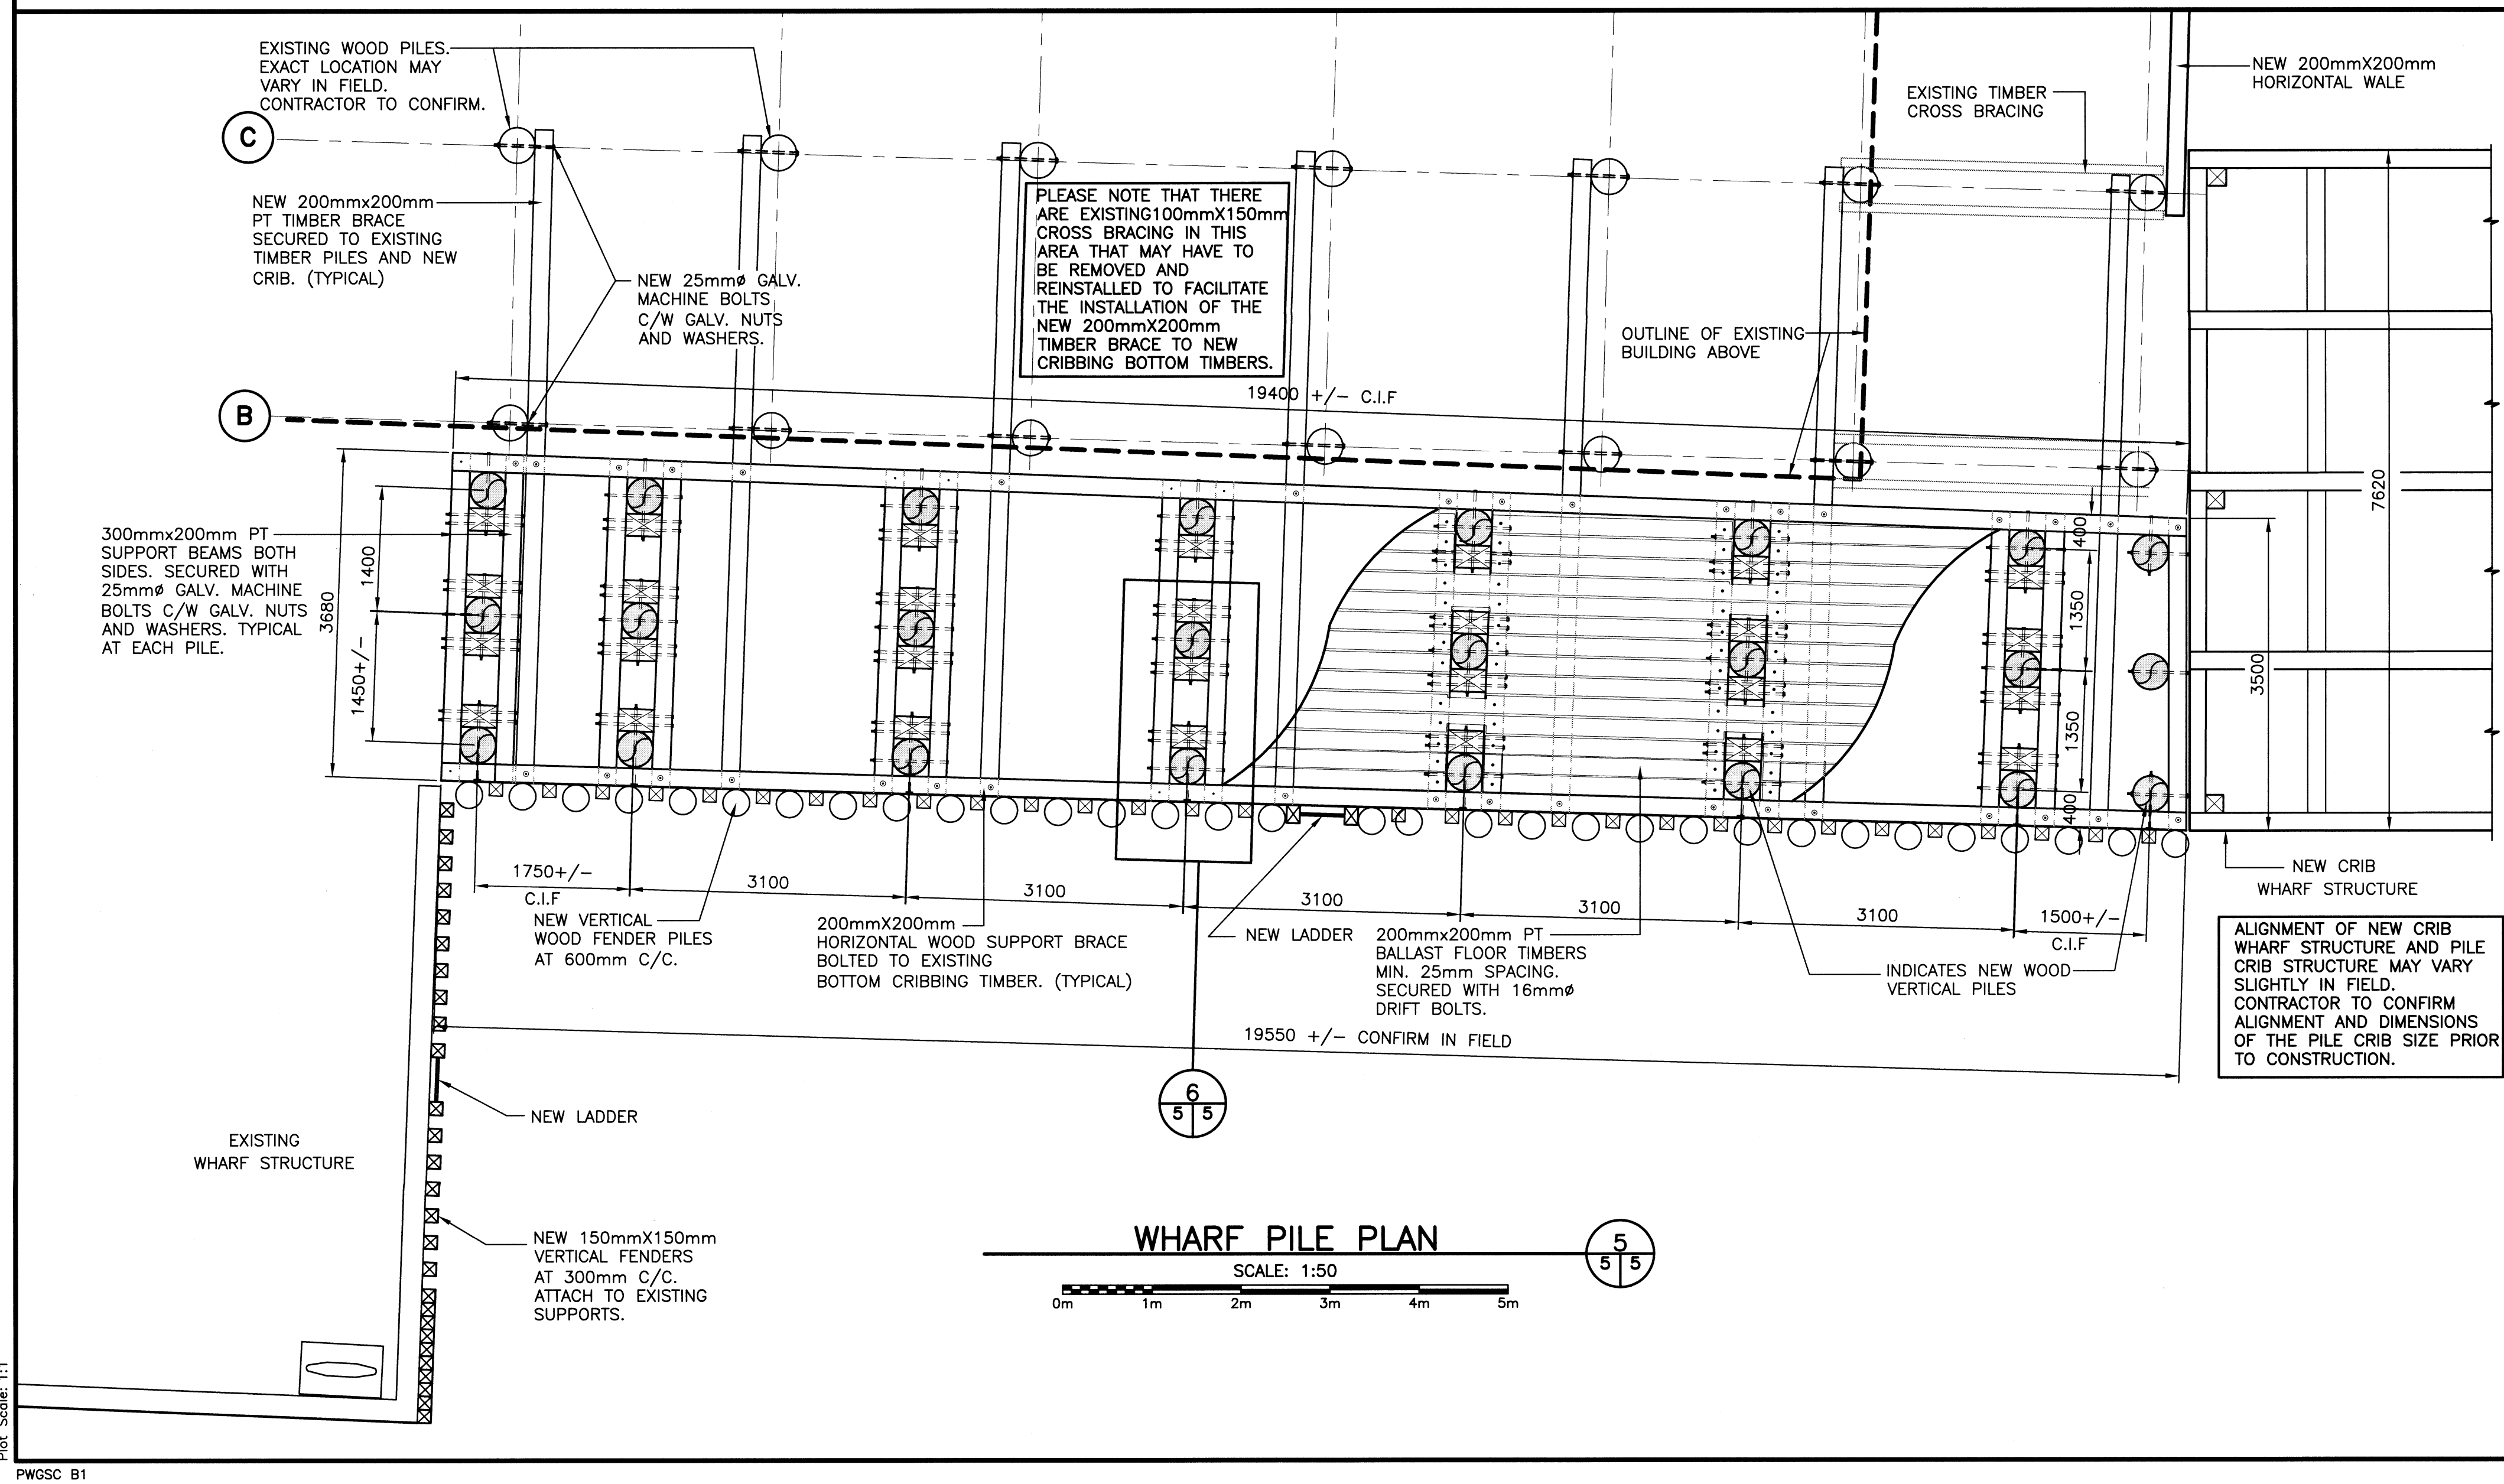 EXISTING WOOD PILES.
EXACT LOCATION MAY
VARY IN FIELD.
CONTRACTOR TO CONFIRM.
C
NEW 200mmx200mm
PT TIMBER BRACE
SECURED TO EXISTING
TIMBER PILES AND NEW
CRIB. (TYPICAL)
NEW 25mmø GALV.
MACHINE BOLTS
C/W GALV. NUTS
AND WASHERS.
PLEASE NOTE THAT THERE
ARE EXISTING100mmX150mm
CROSS BRACING IN THIS
AREA THAT MAY HAVE TO
BE REMOVED AND
REINSTALLED TO FACILITATE
THE INSTALLATION OF THE
NEW 200mmX200mm
TIMBER BRACE TO NEW
CRIBBING BOTTOM TIMBERS.
EXISTING TIMBER
CROSS BRACING
NEW 200mmX200mm
HORIZONTAL WALE
OUTLINE OF EXISTING
BUILDING ABOVE
19400 +/- C.I.F
B
300mmx200mm PT
SUPPORT BEAMS BOTH
SIDES. SECURED WITH
25mmø GALV. MACHINE
BOLTS C/W GALV. NUTS
AND WASHERS. TYPICAL
AT EACH PILE.
3680
1400
1450+/-
400
1350
1350
400
3500
7620
1750+/-
C.I.F
3100
3100
3100
3100
3100
1500+/-
C.I.F
NEW VERTICAL
WOOD FENDER PILES
AT 600mm C/C.
200mmX200mm
HORIZONTAL WOOD SUPPORT BRACE
BOLTED TO EXISTING
BOTTOM CRIBBING TIMBER. (TYPICAL)
NEW LADDER
200mmx200mm PT
BALLAST FLOOR TIMBERS
MIN. 25mm SPACING.
SECURED WITH 16mmø
DRIFT BOLTS.
INDICATES NEW WOOD
VERTICAL PILES
NEW CRIB
WHARF STRUCTURE
ALIGNMENT OF NEW CRIB
WHARF STRUCTURE AND PILE
CRIB STRUCTURE MAY VARY
SLIGHTLY IN FIELD.
CONTRACTOR TO CONFIRM
ALIGNMENT AND DIMENSIONS
OF THE PILE CRIB SIZE PRIOR
TO CONSTRUCTION.
19550 +/- CONFIRM IN FIELD
6
5 5
NEW LADDER
EXISTING
WHARF STRUCTURE
NEW 150mmX150mm
VERTICAL FENDERS
AT 300mm C/C.
ATTACH TO EXISTING
SUPPORTS.
WHARF PILE PLAN
5
5 5
SCALE: 1:50
0m 1m 2m 3m 4m 5m
Plot Scale: 1:1
PWGSC B1